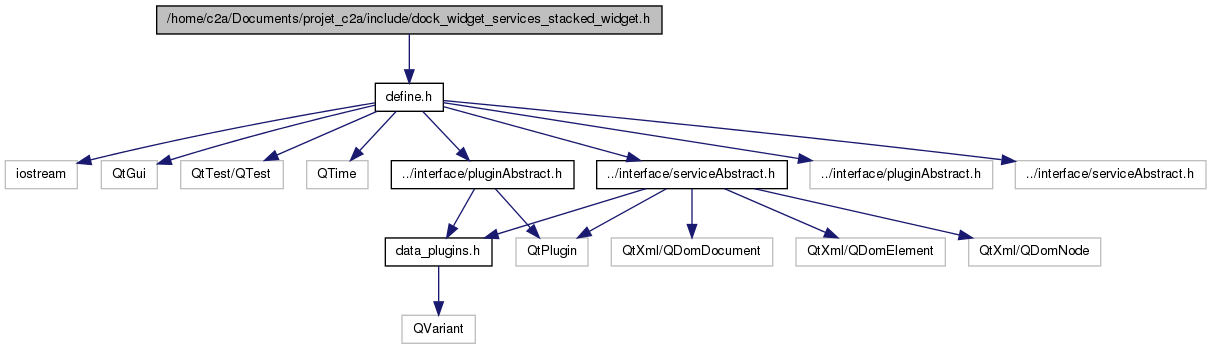 /home/c2a/Documents/projet_c2a/include/dock_widget_services_stacked_widget.h
define.h
iostream
QtGui
QtTest/QTest
QTime
../interface/pluginAbstract.h
../interface/serviceAbstract.h
../interface/pluginAbstract.h
../interface/serviceAbstract.h
data_plugins.h
QtPlugin
QtXml/QDomDocument
QtXml/QDomElement
QtXml/QDomNode
QVariant